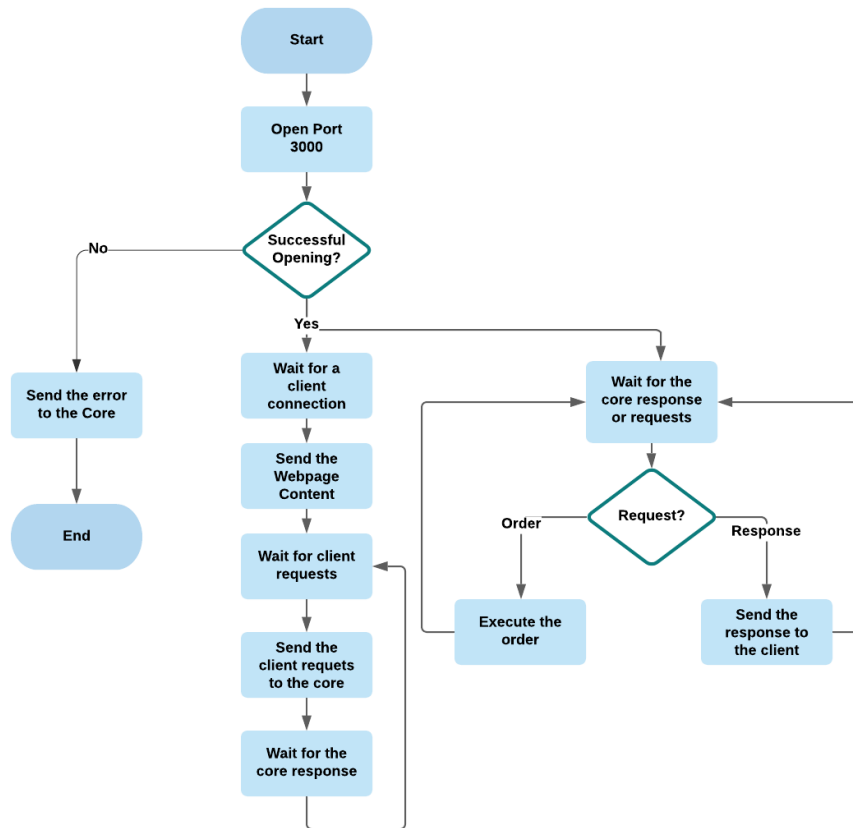 Start
Open Port
3000
Successful
Opening?
No
Yes
Send the error
to the Core
End
Wait for a
client
connection
Send the
Webpage
Content
Wait for client
requests
Send the
client requets
to the core
Wait for the
core response
Wait for the
core response
or requests
Request?
Order
Response
Execute the
order
Send the
response to
the client